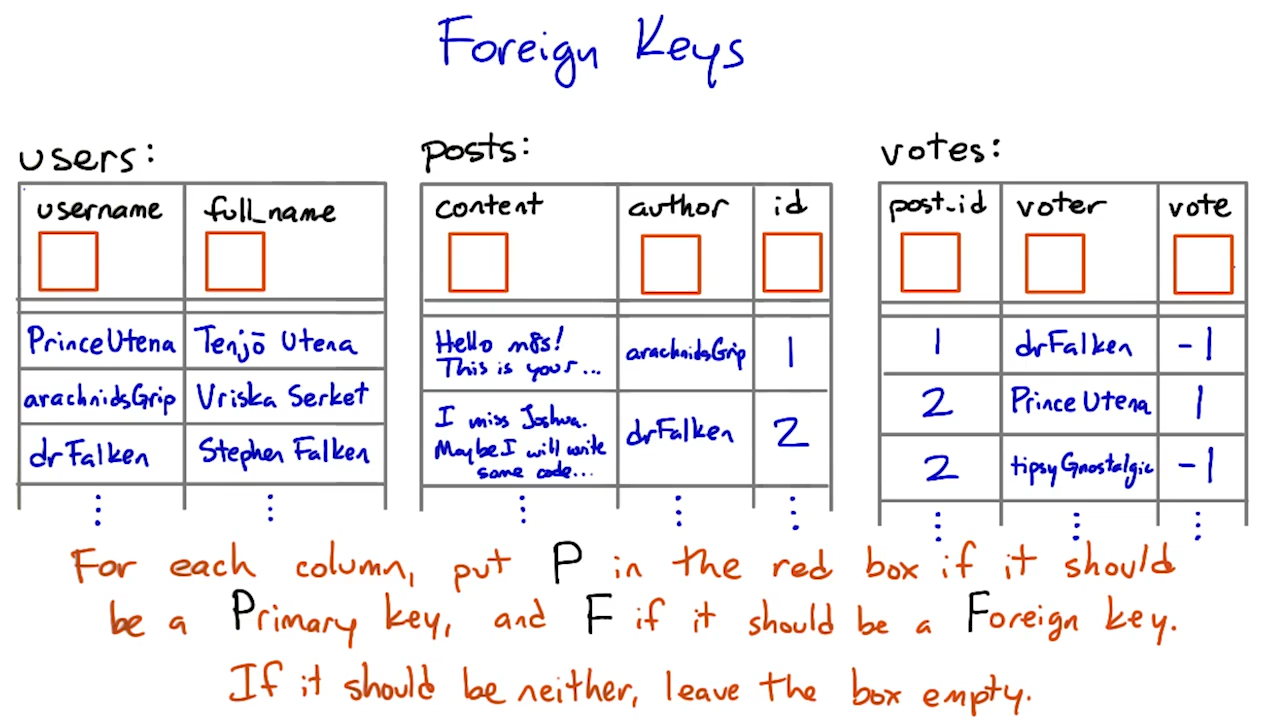 Foreign Keys
users:
username full_name
PrinceUtena Tenjō Utena
arachnidsGrip Vriska Serket
drFalken Stephen Falken
posts:
content author id
Hello m8s!
This is your... arachnidsGrip 1
I miss Joshua.
Maybe I will write
some code... drFalken 2
votes:
post_id voter vote
1 drFalken -1
2 PrinceUtena 1
2 tipsyGnostalgic -1
For each column, put P in the red box if it should
be a Primary key, and F if it should be a Foreign key.
If it should be neither, leave the box empty.